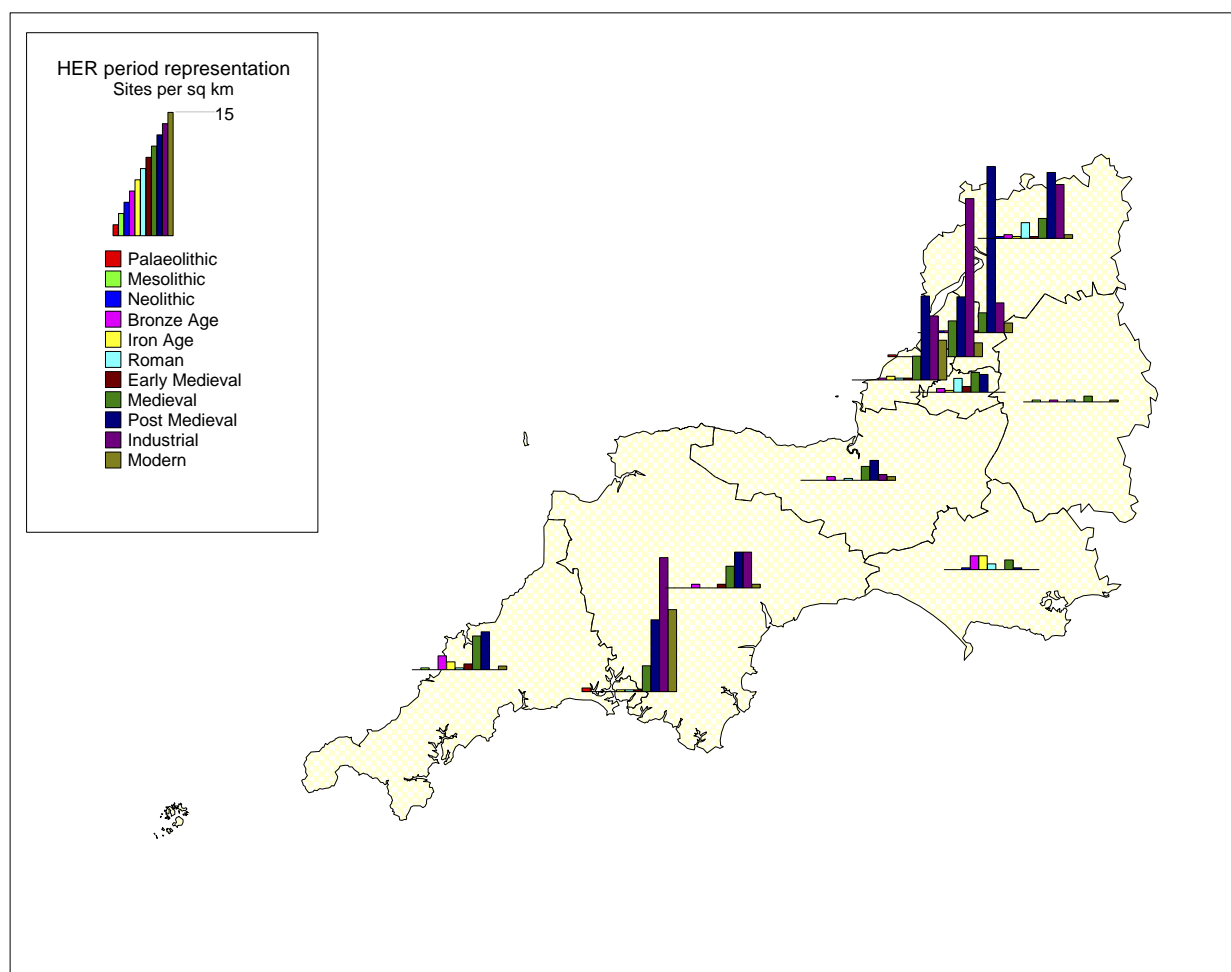 HER period representation
Sites per sq km
15
Palaeolithic
Mesolithic
Neolithic
Bronze Age
Iron Age
Roman
Early Medieval
Medieval
Post Medieval
Industrial
Modern